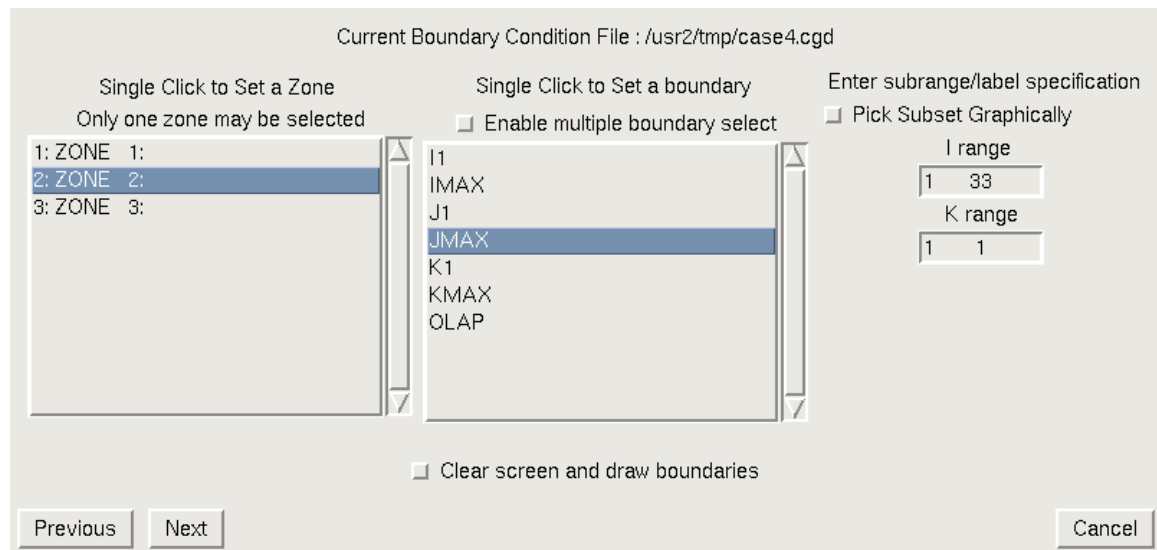 Current Boundary Condition File : /usr2/tmp/case4.cgd
Single Click to Set a Zone
Only one zone may be selected
1: ZONE 1:
2: ZONE 2:
3: ZONE 3:
Single Click to Set a boundary
Enable multiple boundary select
I1
IMAX
J1
JMAX
K1
KMAX
OLAP
Enter subrange/label specification
Pick Subset Graphically
I range
1 33
K range
1 1
Clear screen and draw boundaries
Previous Next Cancel